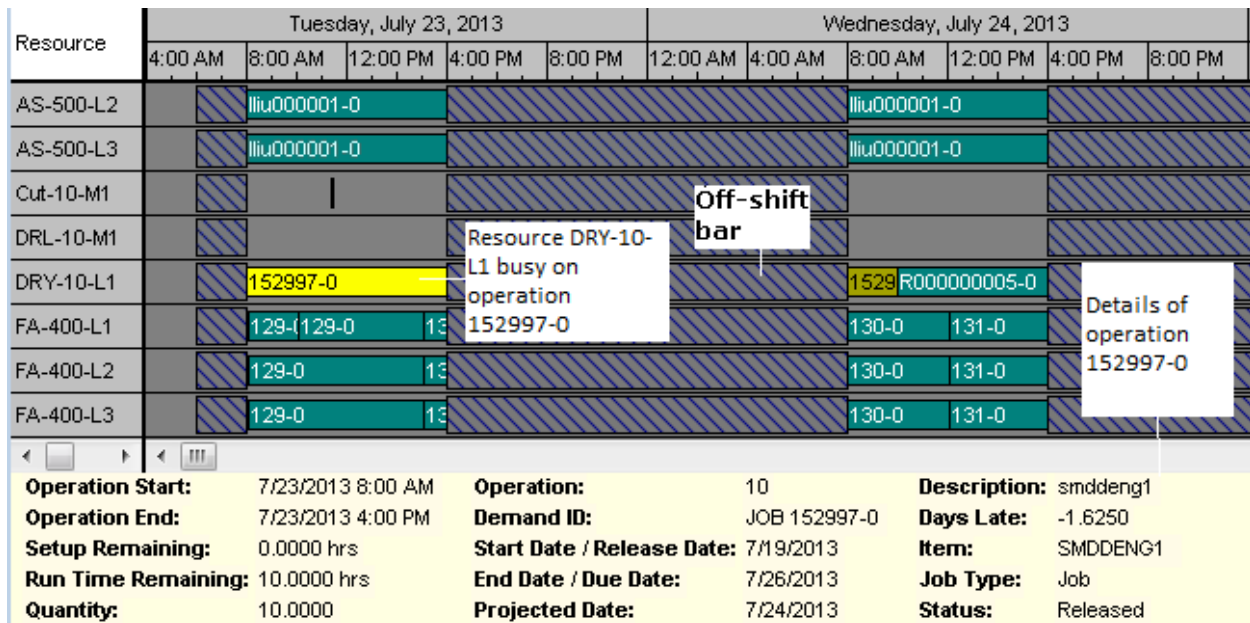 Resource
Tuesday, July 23, 2013
Wednesday, July 24, 2013
4:00 AM 8:00 AM 12:00 PM 4:00 PM 8:00 PM 12:00 AM 4:00 AM 8:00 AM 12:00 PM 4:00 PM 8:00 PM
AS-500-L2 lliu000001-0 lliu000001-0
AS-500-L3 lliu000001-0 lliu000001-0
Cut-10-M1
Off-shift
bar
DRL-10-M1
Resource DRY-10-
L1 busy on
operation
152997-0
DRY-10-L1 152997-0 1529 R000000005-0
Details of
operation
152997-0
FA-400-L1 129-( 129-0 13 130-0 131-0
FA-400-L2 129-0 13 130-0 131-0
FA-400-L3 129-0 13 130-0 131-0
Operation Start: 7/23/2013 8:00 AM Operation: 10 Description: smddeng1
Operation End: 7/23/2013 4:00 PM Demand ID: JOB 152997-0 Days Late: -1.6250
Setup Remaining: 0.0000 hrs Start Date / Release Date: 7/19/2013 Item: SMDDENG1
Run Time Remaining: 10.0000 hrs End Date / Due Date: 7/26/2013 Job Type: Job
Quantity: 10.0000 Projected Date: 7/24/2013 Status: Released